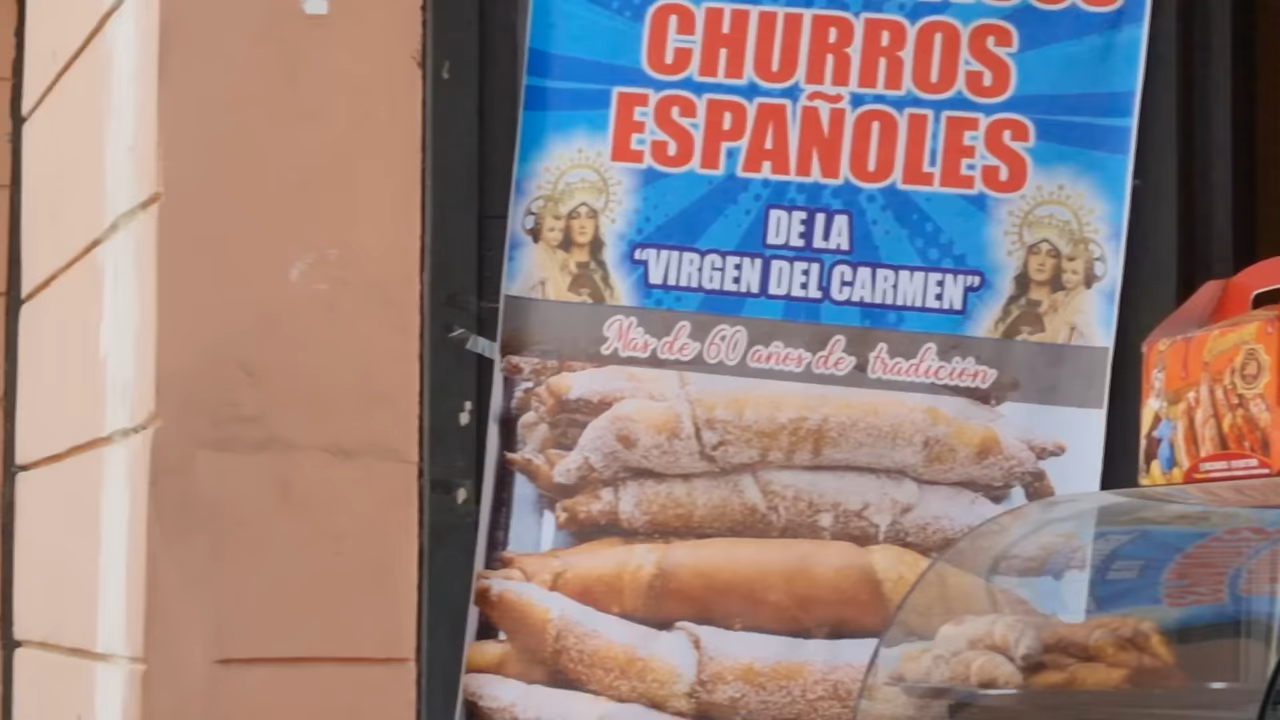 CHURROS
ESPAÑOLES
DE LA
“VIRGEN DEL CARMEN”
Más de 60 años de tradición